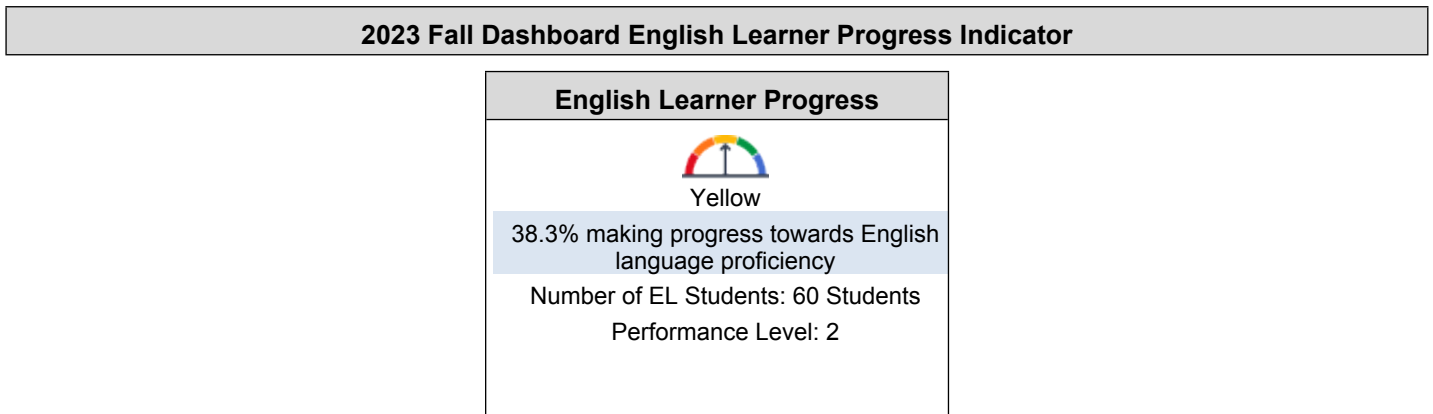 2023 Fall Dashboard English Learner Progress Indicator
English Learner Progress
Yellow
38.3% making progress towards English
language proficiency
Number of EL Students: 60 Students
Performance Level: 2